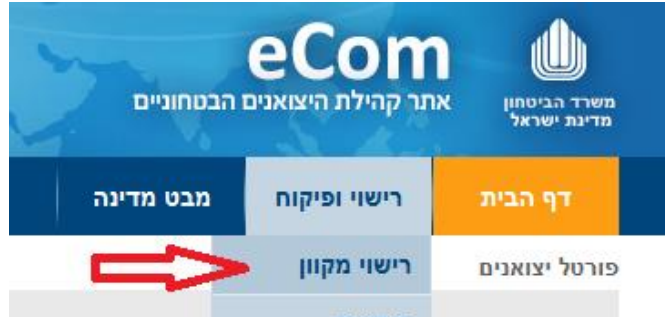 eCom
אתר קהילת היצואנים הבטחוניים
משרד הביטחון
מדינת ישראל
דף הבית
רישוי ופיקוח
מבט מדינה
פורטל יצואנים
רישוי מקוון